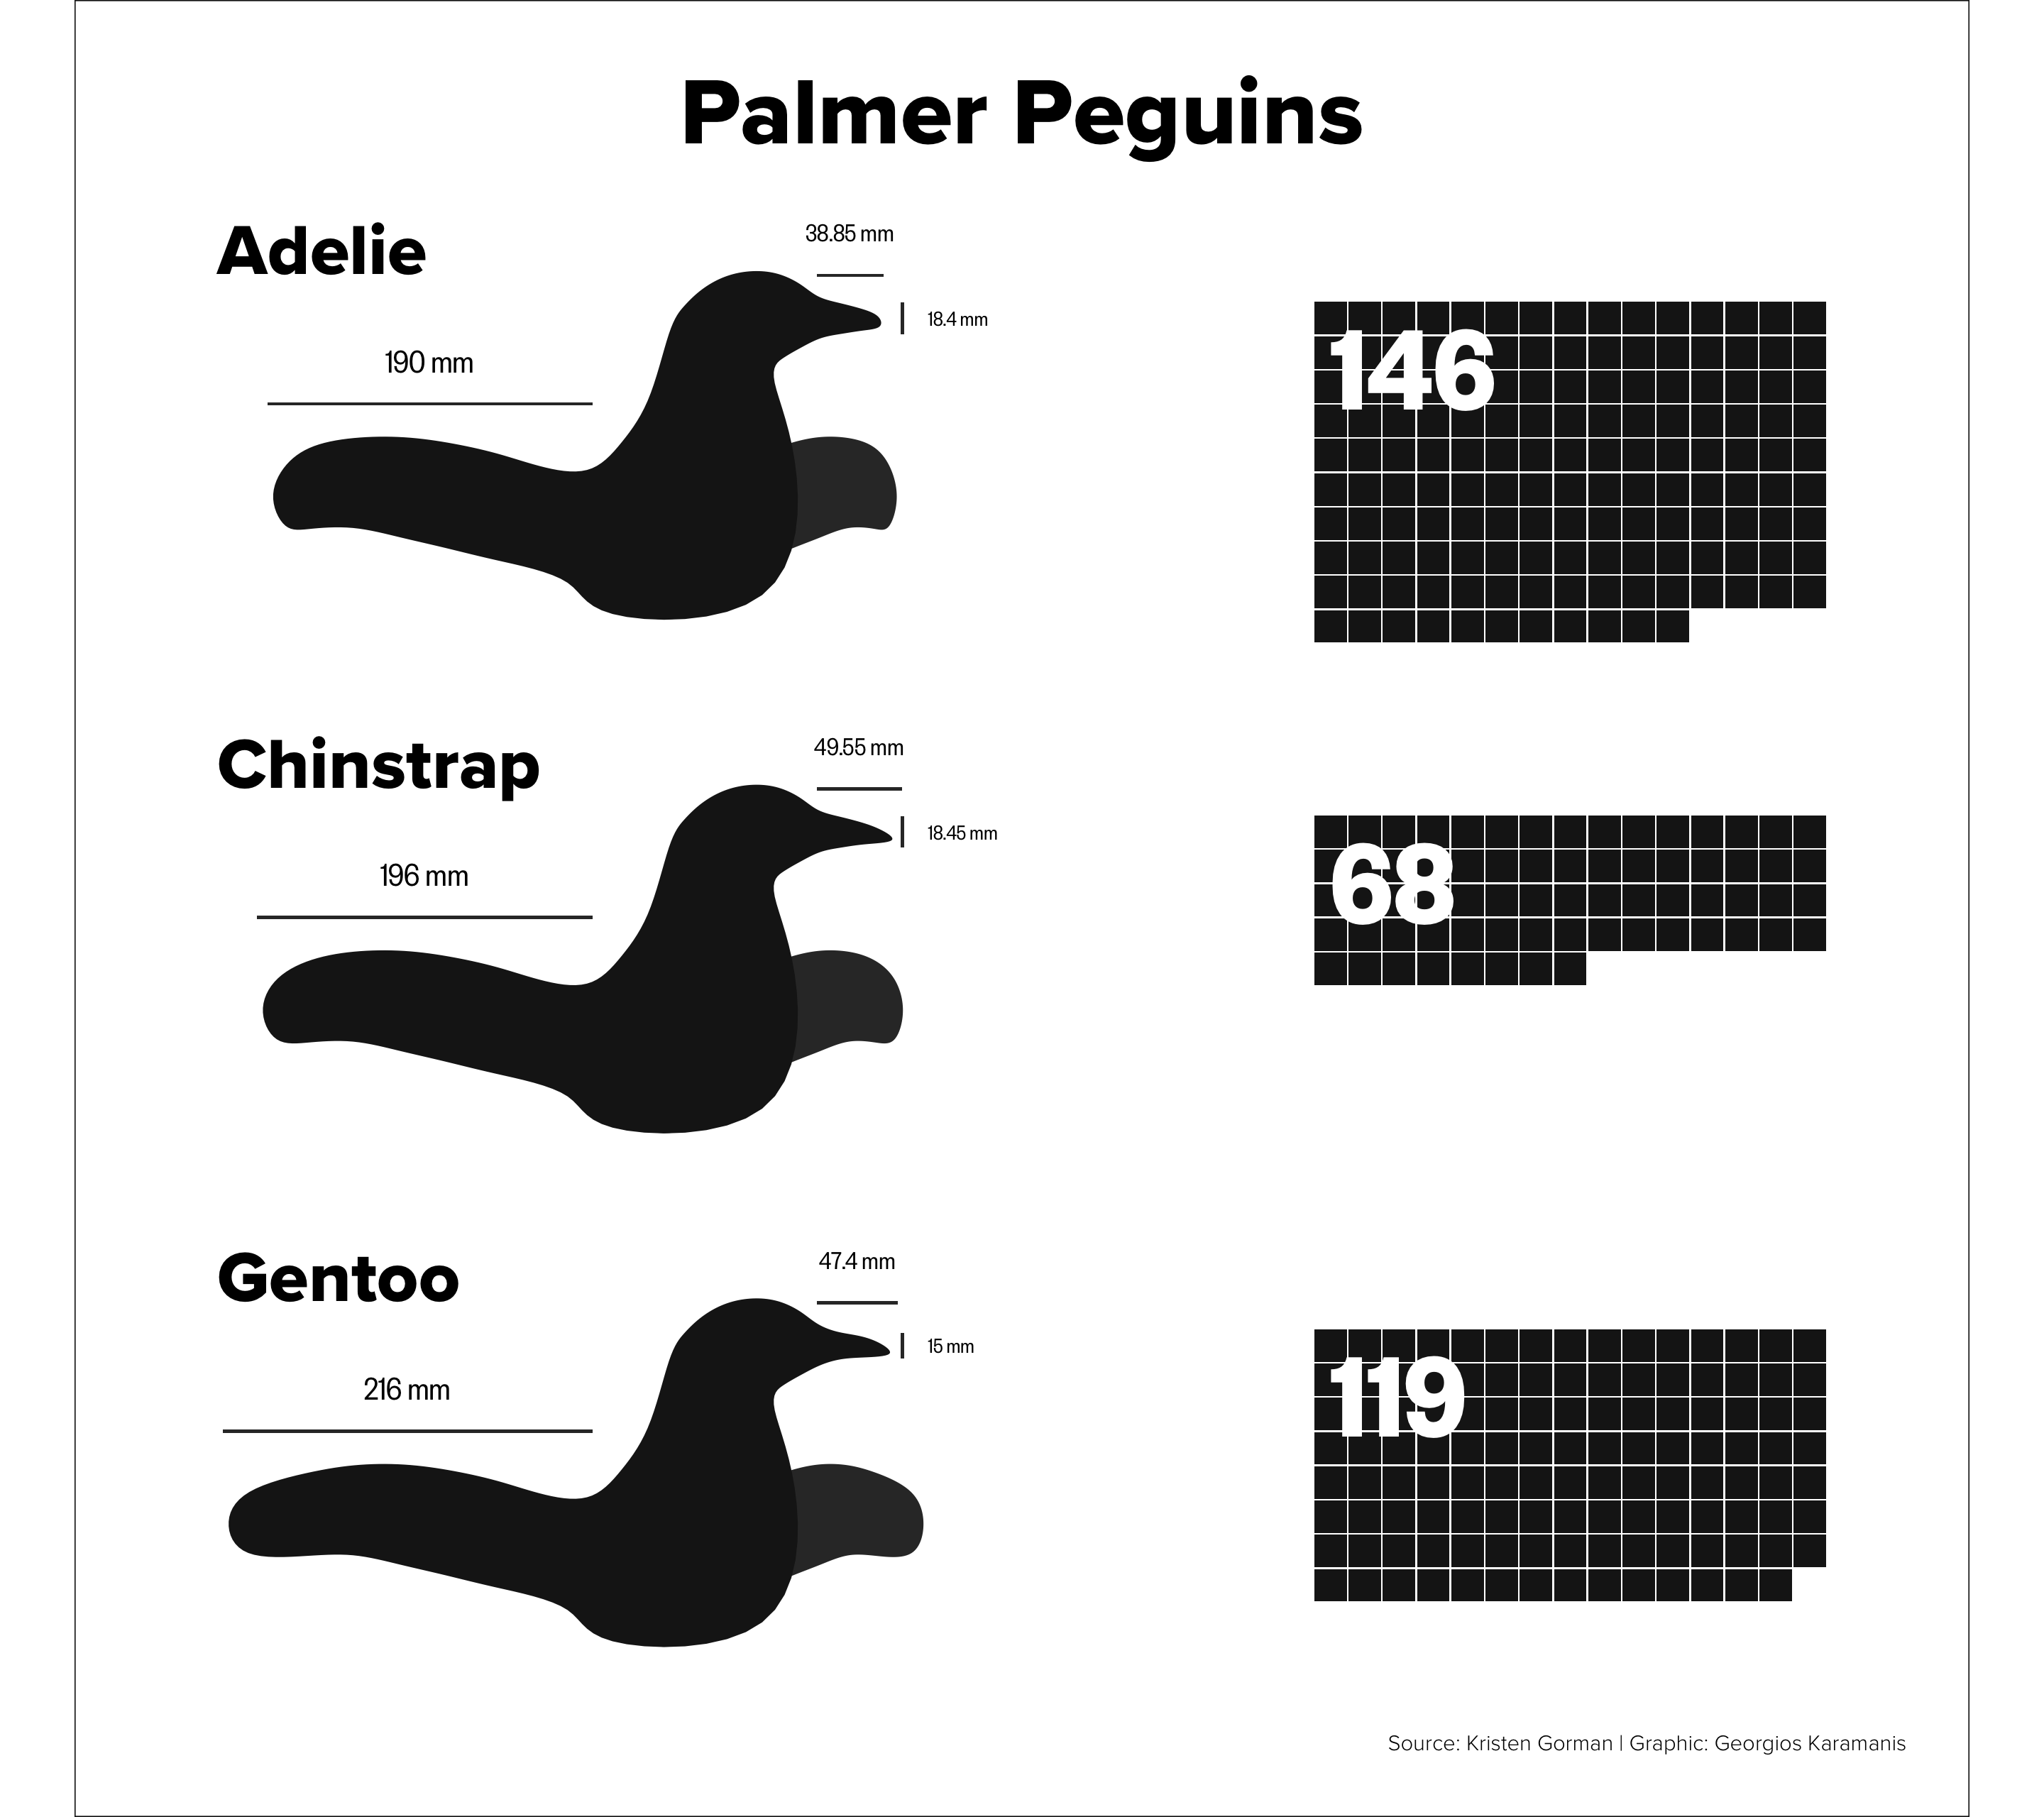 Palmer Peguins
Adelie
38.85 mm
18.4 mm
190 mm
146
Chinstrap
49.55 mm
18.45 mm
196 mm
68
Gentoo
47.4 mm
15 mm
216 mm
119
Source: Kristen Gorman | Graphic: Georgios Karamanis